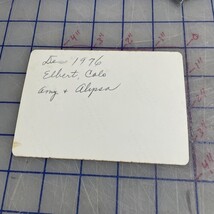 Dec 1976
Elbert, Colo
Amy + Alyssa